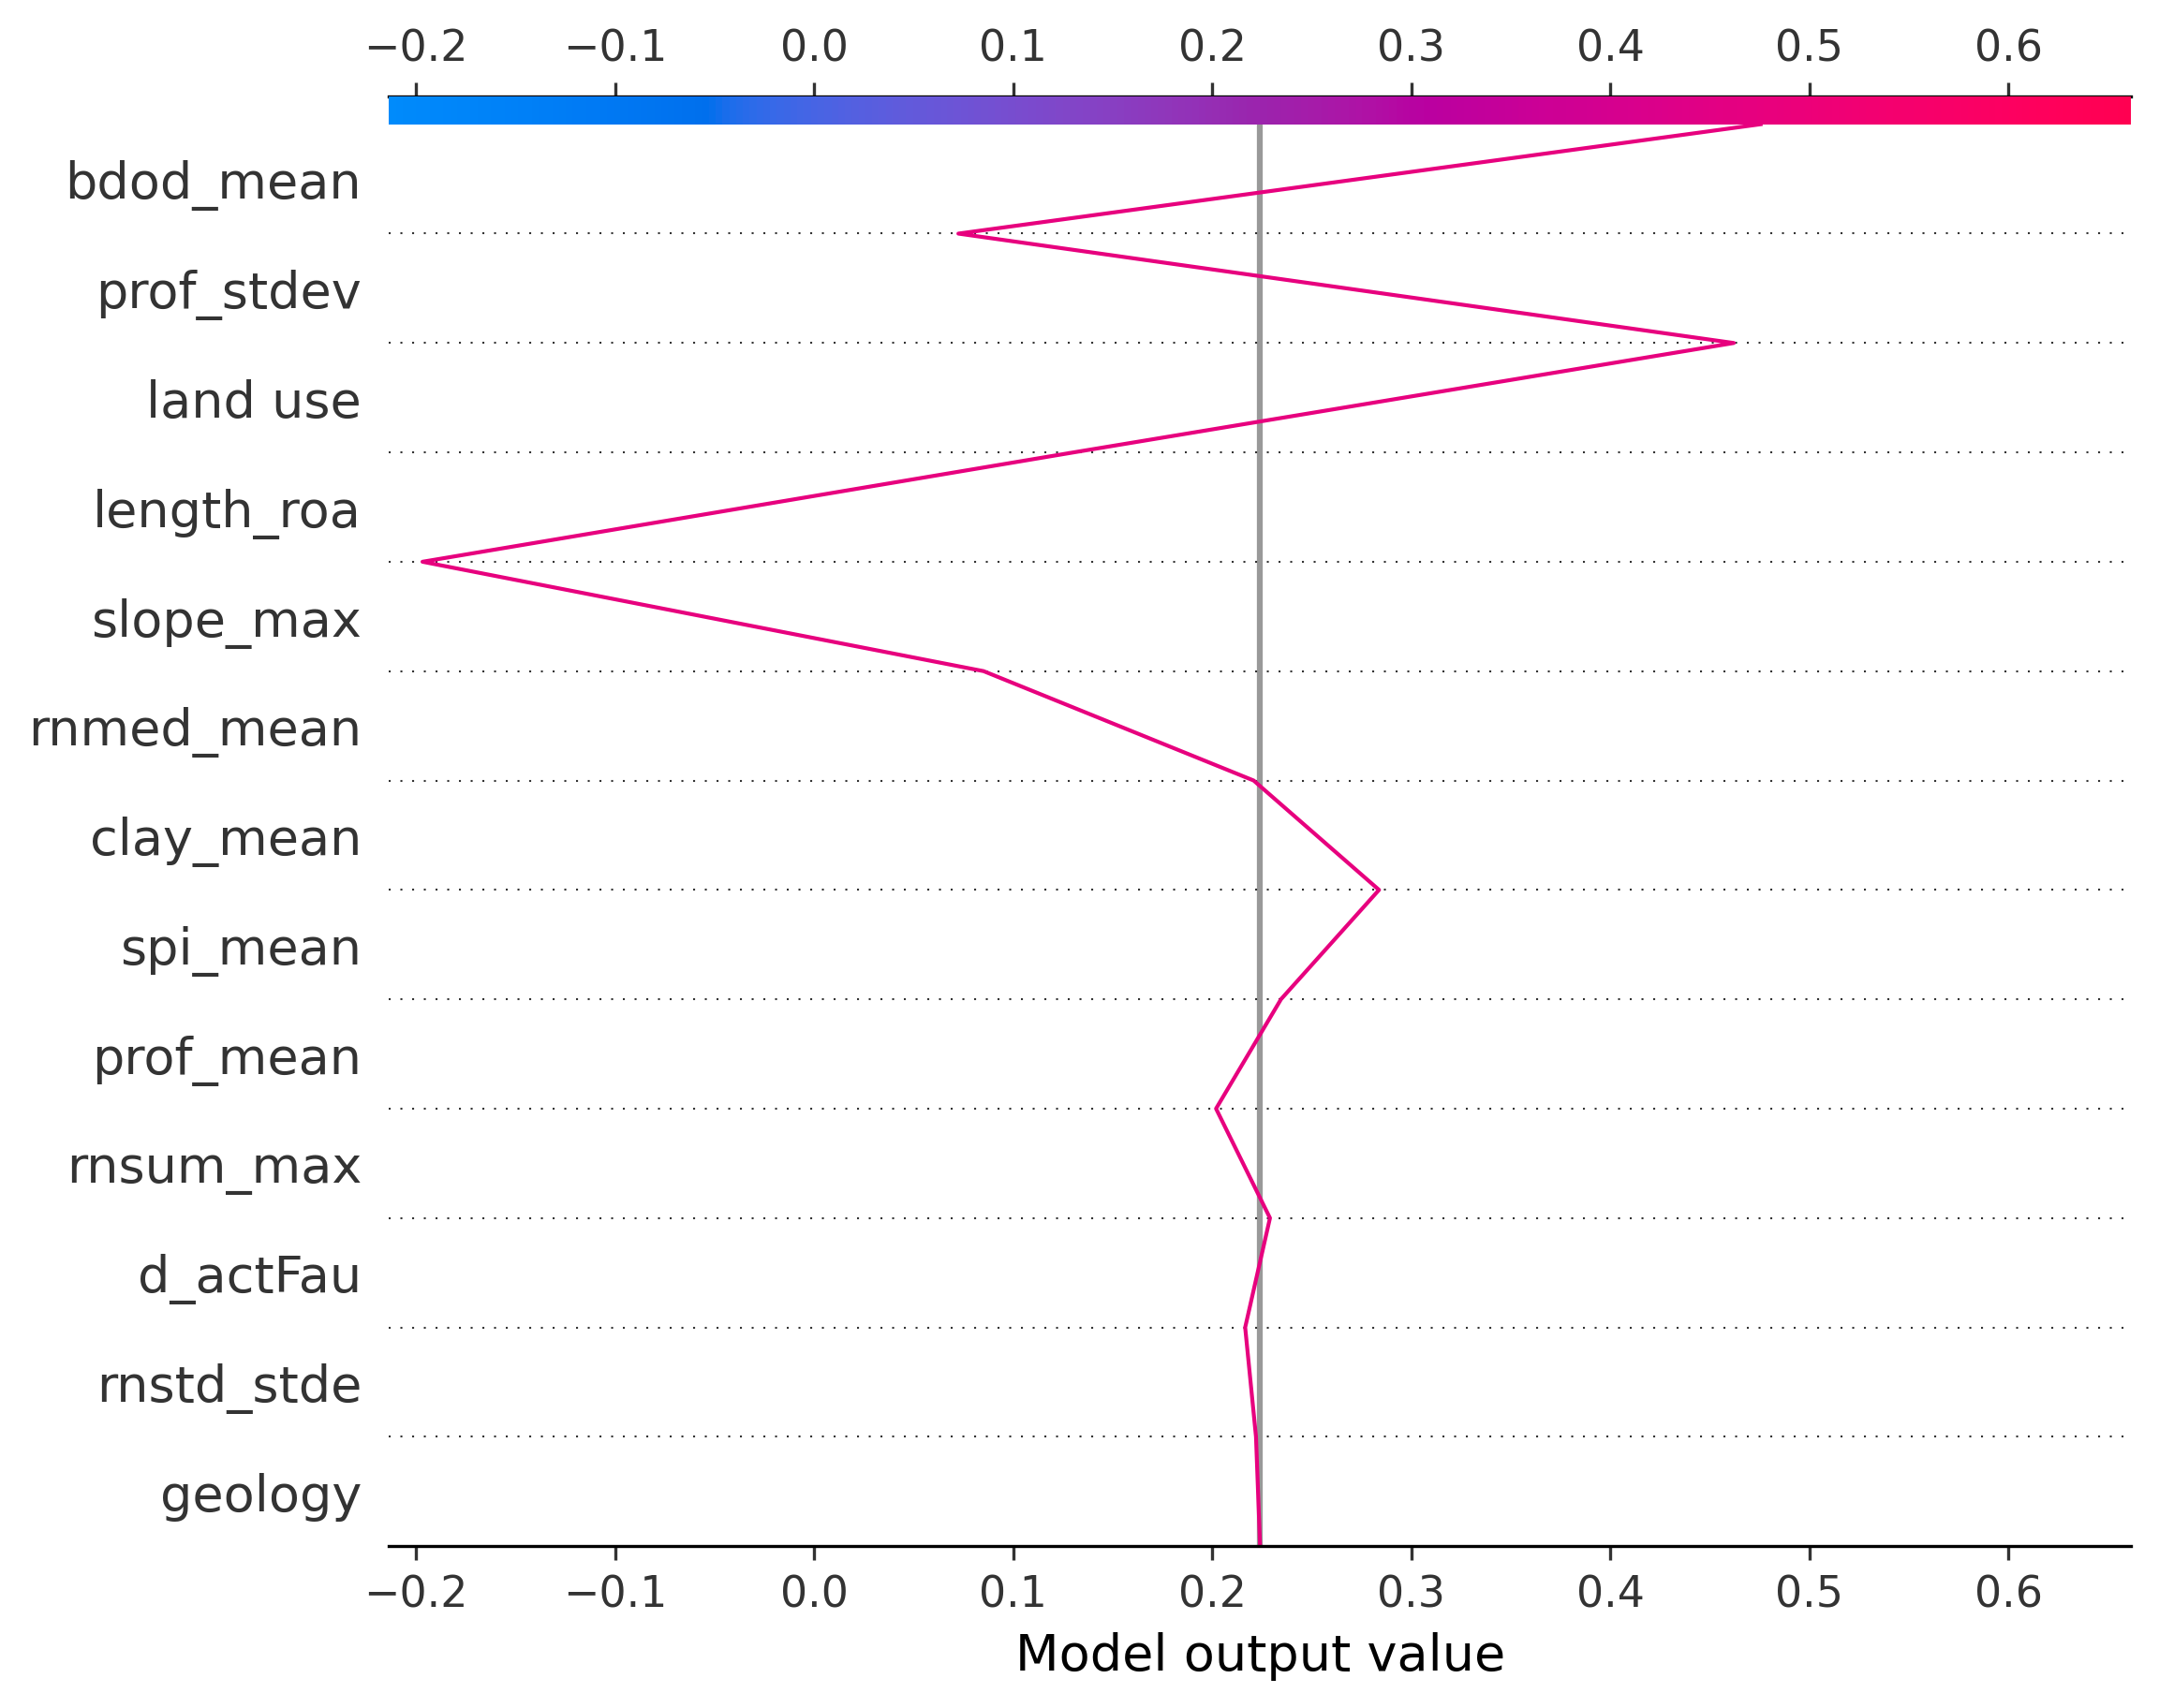 −0.2 −0.1 0.0 0.1 0.2 0.3 0.4 0.5 0.6
bdod_mean
prof_stdev
land use
length_roa
slope_max
rnmed_mean
clay_mean
spi_mean
prof_mean
rnsum_max
d_actFau
rnstd_stde
geology
−0.2 −0.1 0.0 0.1 0.2 0.3 0.4 0.5 0.6
Model output value